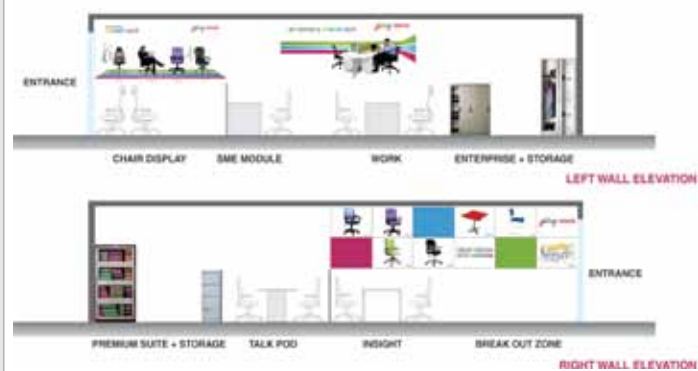 ENTRANCE
CHAIR DISPLAY
SME MODULE
WORK
ENTERPRISE + STORAGE
LEFT WALL ELEVATION
ENTRANCE
PREMIUM SUITE + STORAGE
TALK POD
INSIGHT
BREAK OUT ZONE
RIGHT WALL ELEVATION